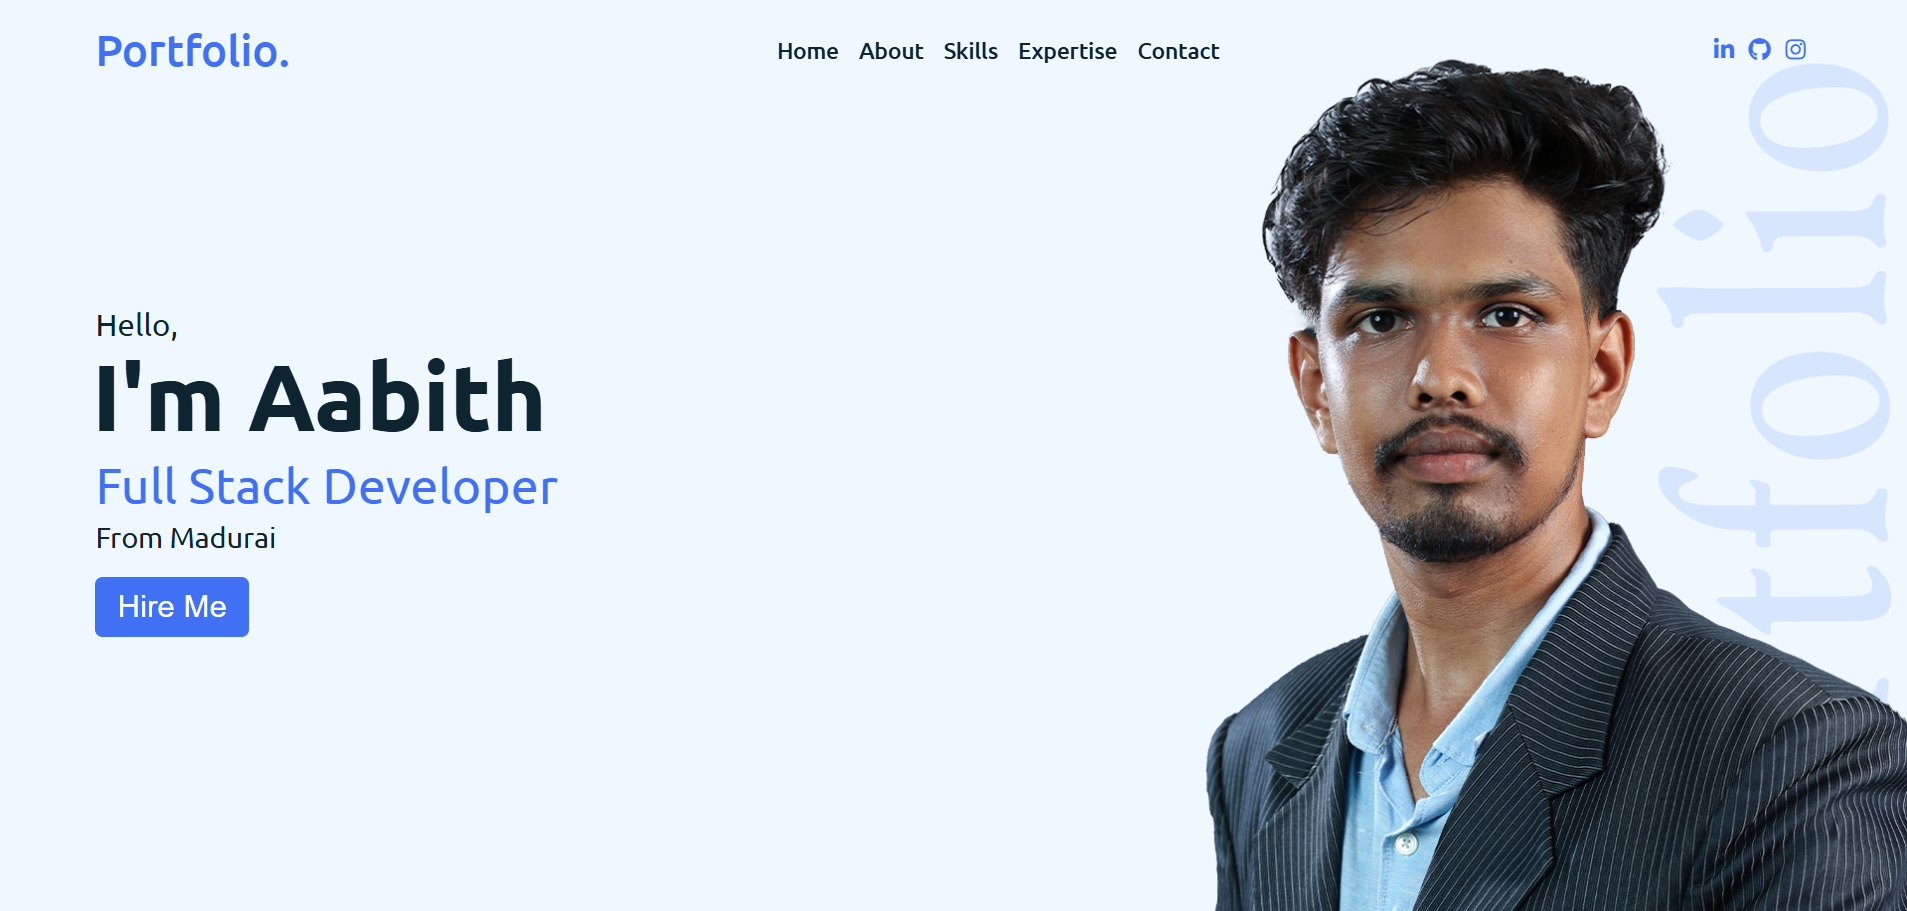 Portfolio.
Home About Skills Expertise Contact
Hello,
I'm Aabith
Full Stack Developer
From Madurai
Hire Me
tfolio